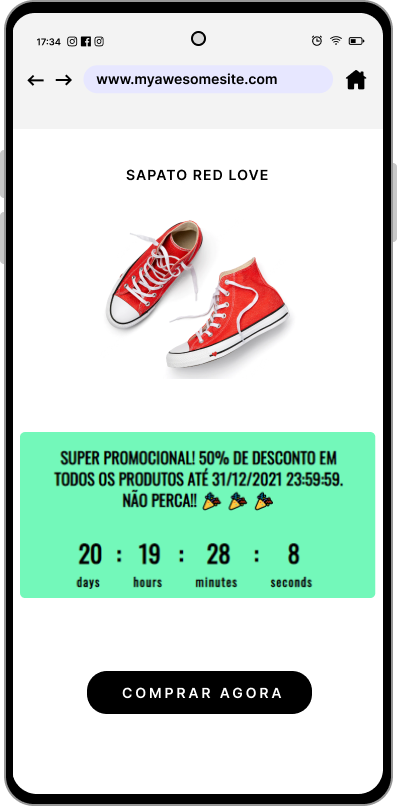 17:34
www.myawesomesite.com
SAPATO RED LOVE
SUPER PROMOCIONAL! 50% DE DESCONTO EM
TODOS OS PRODUTOS ATÉ 31/12/2021 23:59:59.
NÃO PERCA!! 🎉 🎉 🎉
20 : 19 : 28 : 8
days hours minutes seconds
COMPRAR AGORA